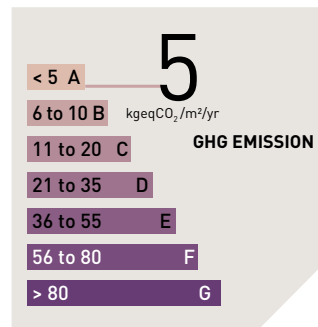 5
< 5 A
6 to 10 B
kgeqCO₂/m²/yr
11 to 20 C
GHG EMISSION
21 to 35 D
36 to 55 E
56 to 80 F
> 80 G